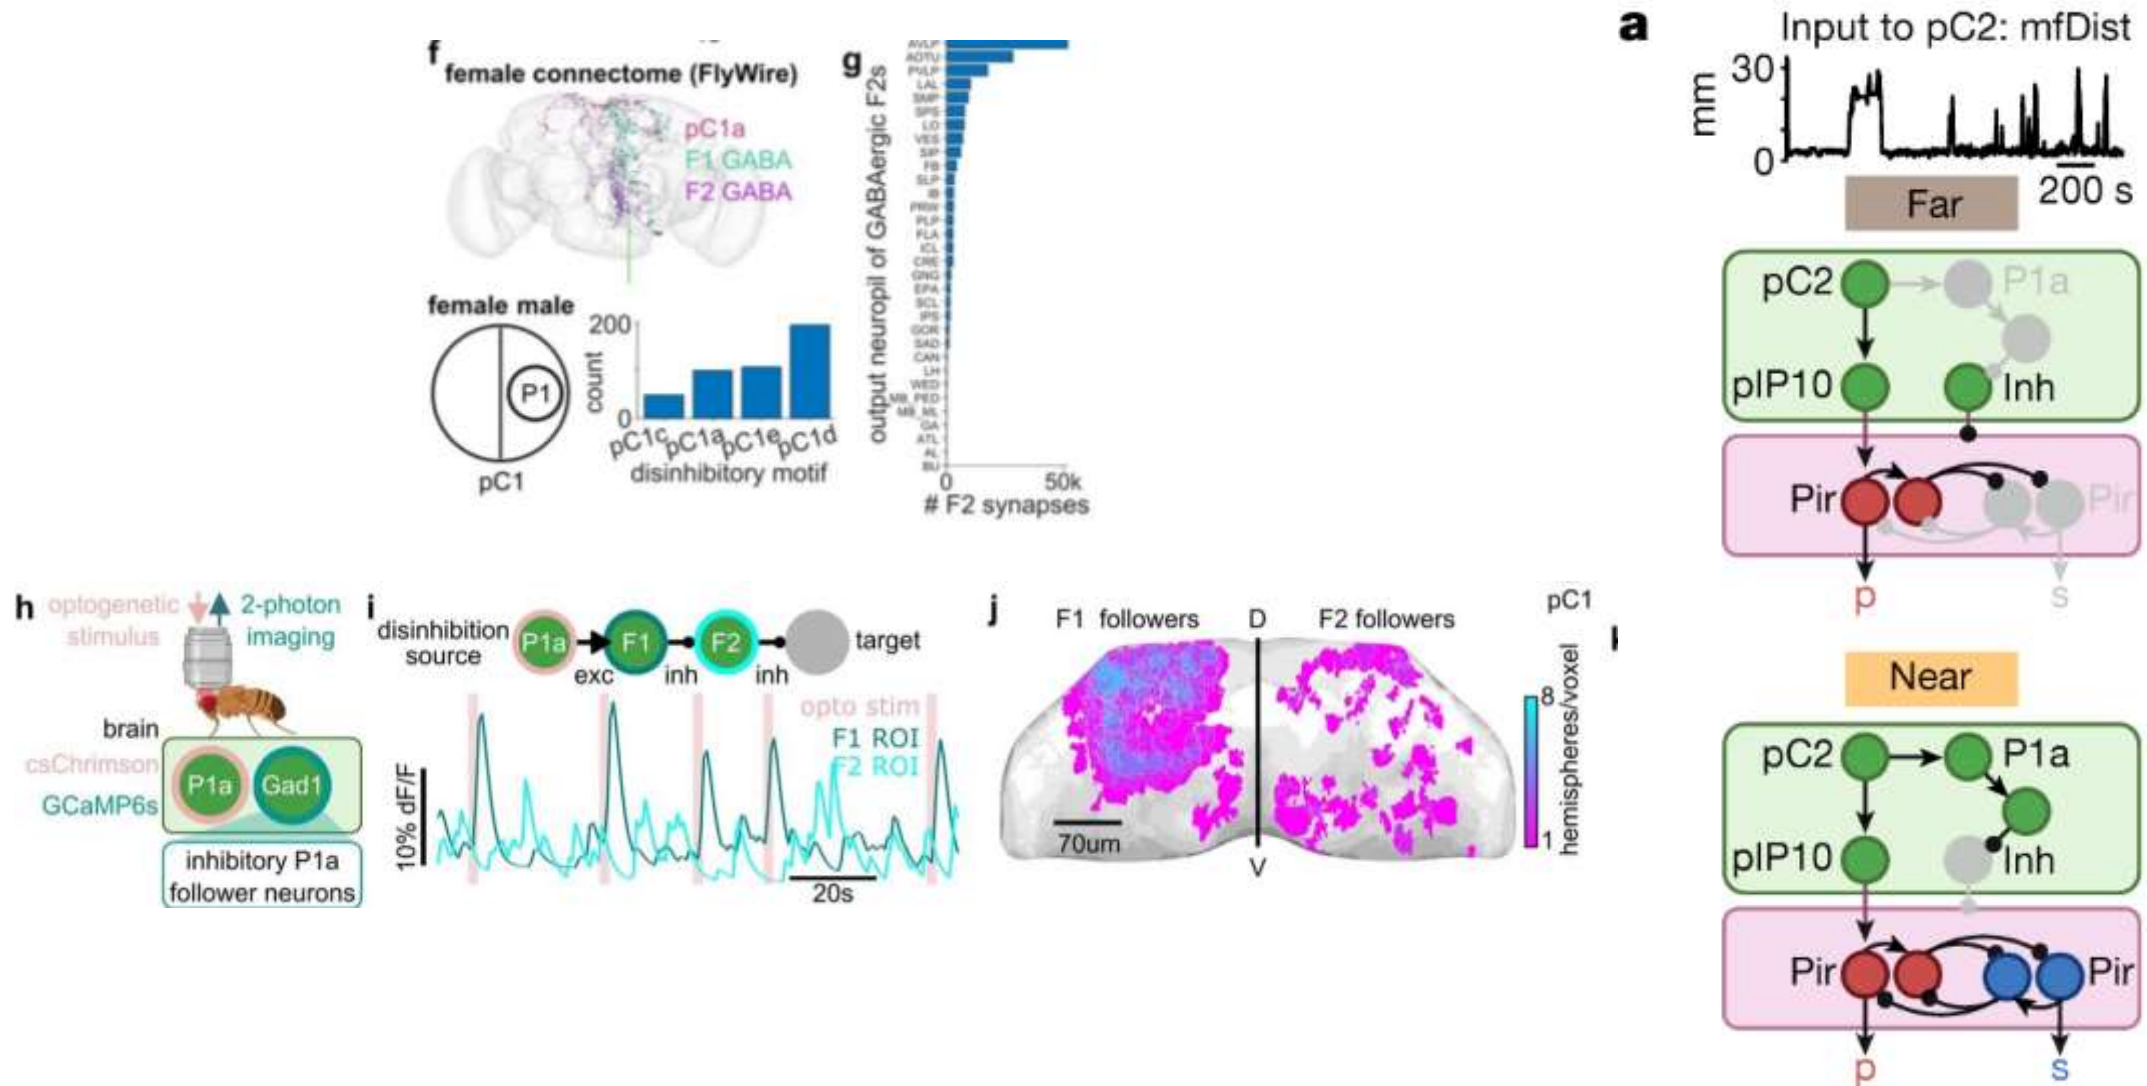 f
female connectome (FlyWire)
pC1a
F1 GABA
F2 GABA
female male
P1
pC1
200
0
count
pC1c
pC1a
pC1e
pC1d
disinhibitory motif
g
output neuropil of GABAergic F2s
AVLP
AOTU
PVLP
LAL
SMP
SPS
LO
VES
SIP
FB
SLP
IB
PRW
PLP
FLA
ICL
CRE
GNG
EPA
SCL
IPS
GOR
SAD
CAN
LH
WED
MB_PED
MB_ML
GA
ATL
AL
BU
0
50k
# F2 synapses
h
optogenetic
stimulus
2-photon
imaging
brain
csChrimson
GCaMP6s
P1a
Gad1
inhibitory P1a
follower neurons
i
disinhibition
source
P1a
F1
F2
target
exc
inh
inh
opto stim
F1 ROI
F2 ROI
10% dF/F
20s
j
F1 followers
D
F2 followers
pC1
70um
V
8
1
hemispheres/voxel
a
Input to pC2: mfDist
30
0
mm
200 s
Far
pC2
P1a
pIP10
Inh
Pir
Pir
p
s
Near
pC2
P1a
pIP10
Inh
Pir
Pir
p
s